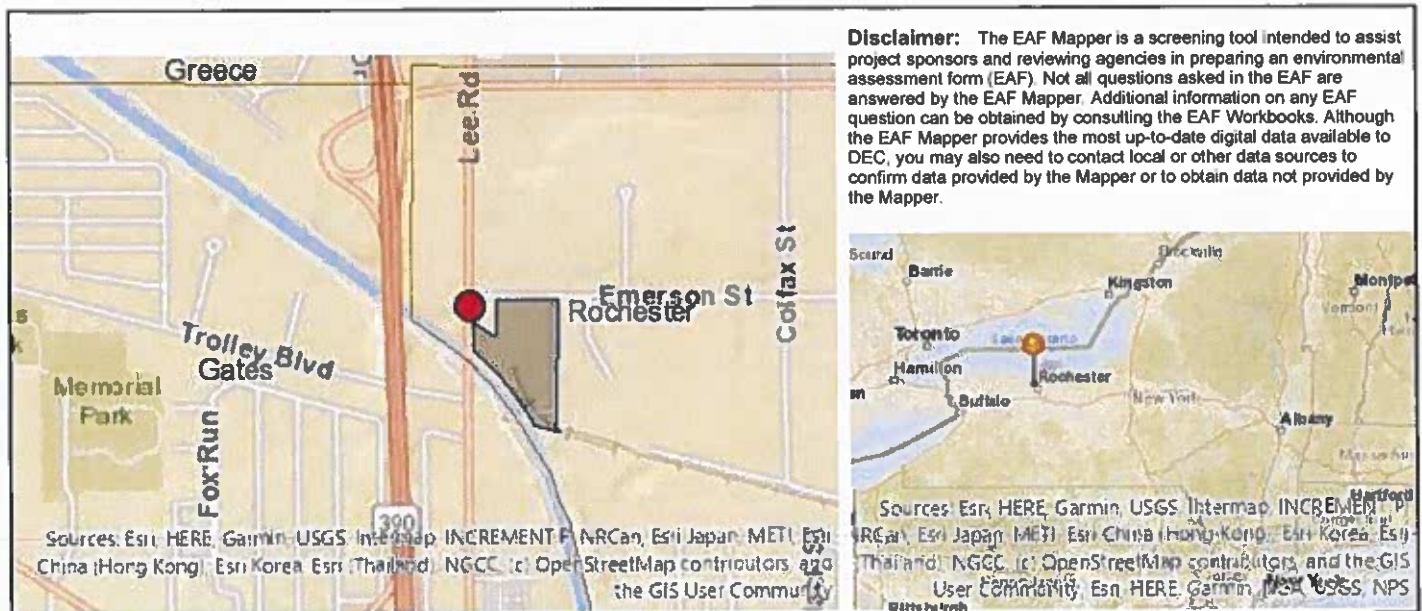 Disclaimer: The EAF Mapper is a screening tool intended to assist
project sponsors and reviewing agencies in preparing an environmental
assessment form (EAF). Not all questions asked in the EAF are
answered by the EAF Mapper. Additional information on any EAF
question can be obtained by consulting the EAF Workbooks. Although
the EAF Mapper provides the most up-to-date digital data available to
DEC, you may also need to contact local or other data sources to
confirm data provided by the Mapper or to obtain data not provided by
the Mapper.
Greece
Lee Rd
Colfax St
Emerson St
Rochester
Trolley Blvd
Gates
Memorial
Park
Fox Run
390
Sources: Esri, HERE, Garmin, USGS, Intermap, INCREMENT P, NRCan, Esri Japan, METI, Esri
China (Hong Kong), Esri Korea, Esri (Thailand), NGCC, (c) OpenStreetMap contributors, and
the GIS User Community
Sound
Barrie
Brockville
Kingston
Montpel
Vermont
Toronto
Hamilton
Rochester
Buffalo
New York
Albany
Hartford
Sources: Esri, HERE, Garmin, USGS, Intermap, INCREMENT P
NRCan, Esri Japan, METI, Esri China (Hong Kong), Esri Korea, Esri
(Thailand), NGCC, (c) OpenStreetMap contributors, and the GIS
User Community, Esri, HERE, Garmin, USGS, NPS
Pittsburgh
New York